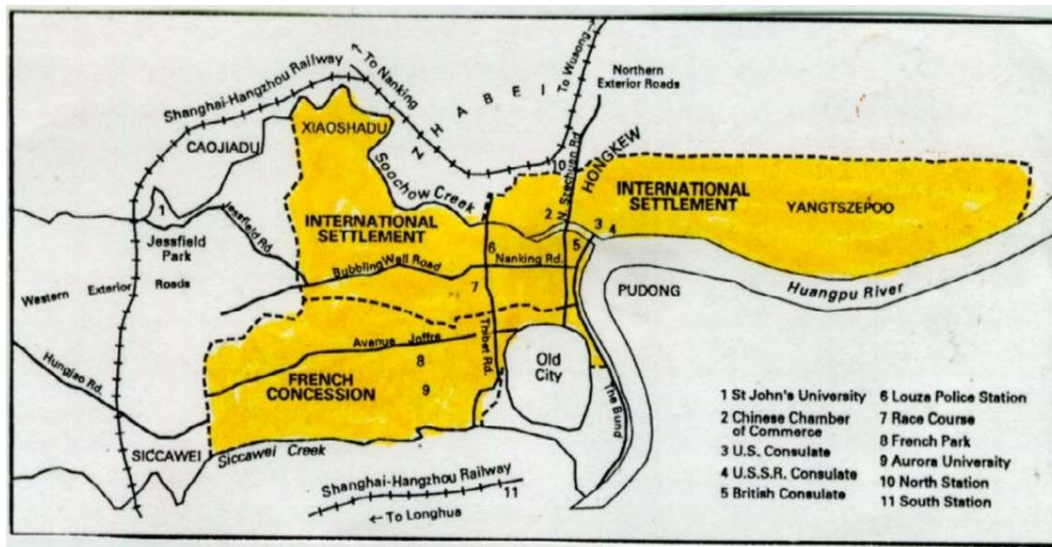 Shanghai-Hangzhou Railway
← To Nanking
Z H A B E I
To Wusong →
Northern
Exterior Roads
XIAOSHADU
CAOJIADU
Soochow Creek
10
N. Szechuan Rd.
HONGKEW
1
Jessfield
Park
Jessfield Rd.
INTERNATIONAL
SETTLEMENT
2
3
4
INTERNATIONAL
SETTLEMENT
YANGTSZEPOO
6
5
Western Exterior Roads
Bubbling Wall Road
Nanking Rd.
7
PUDONG
Huangpu River
Hungjao Rd.
Avenue Joffre
Thibet Rd.
8
9
FRENCH
CONCESSION
Old
City
The Bund
SICCAWEI
Siccawei Creek
Shanghai-Hangzhou Railway
11
← To Longhua
1 St John's University
2 Chinese Chamber
of Commerce
3 U.S. Consulate
4 U.S.S.R. Consulate
5 British Consulate
6 Louza Police Station
7 Race Course
8 French Park
9 Aurora University
10 North Station
11 South Station